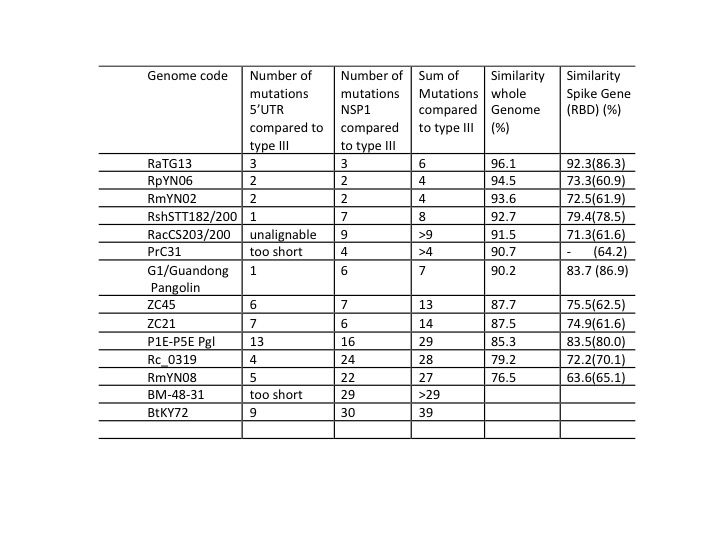 Genome code | Number of mutations 5’UTR compared to type III | Number of mutations NSP1 compared to type III | Sum of Mutations compared to type III | Similarity whole Genome (%) | Similarity Spike Gene (RBD) (%)
RaTG13 | 3 | 3 | 6 | 96.1 | 92.3(86.3)
RpYN06 | 2 | 2 | 4 | 94.5 | 73.3(60.9)
RmYN02 | 2 | 2 | 4 | 93.6 | 72.5(61.9)
RshSTT182/200 | 1 | 7 | 8 | 92.7 | 79.4(78.5)
RacCS203/200 | unalignable | 9 | >9 | 91.5 | 71.3(61.6)
PrC31 | too short | 4 | >4 | 90.7 | - (64.2)
G1/Guandong Pangolin | 1 | 6 | 7 | 90.2 | 83.7 (86.9)
ZC45 | 6 | 7 | 13 | 87.7 | 75.5(62.5)
ZC21 | 7 | 6 | 14 | 87.5 | 74.9(61.6)
P1E-P5E Pgl | 13 | 16 | 29 | 85.3 | 83.5(80.0)
Rc_0319 | 4 | 24 | 28 | 79.2 | 72.2(70.1)
RmYN08 | 5 | 22 | 27 | 76.5 | 63.6(65.1)
BM-48-31 | too short | 29 | >29
BtKY72 | 9 | 30 | 39